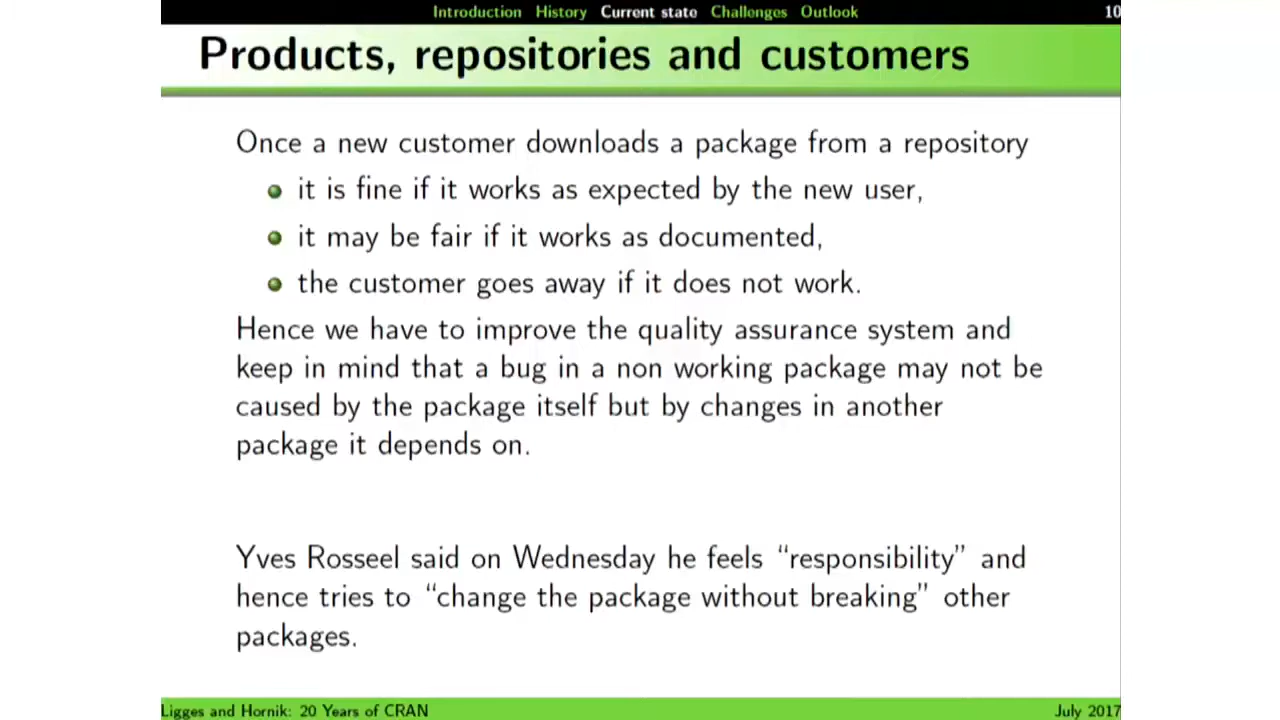 Introduction History Current state Challenges Outlook 10
Products, repositories and customers
Once a new customer downloads a package from a repository
it is fine if it works as expected by the new user,
it may be fair if it works as documented,
the customer goes away if it does not work.
Hence we have to improve the quality assurance system and
keep in mind that a bug in a non working package may not be
caused by the package itself but by changes in another
package it depends on.
Yves Rosseel said on Wednesday he feels “responsibility” and
hence tries to “change the package without breaking” other
packages.
Ligges and Hornik: 20 Years of CRAN July 2017